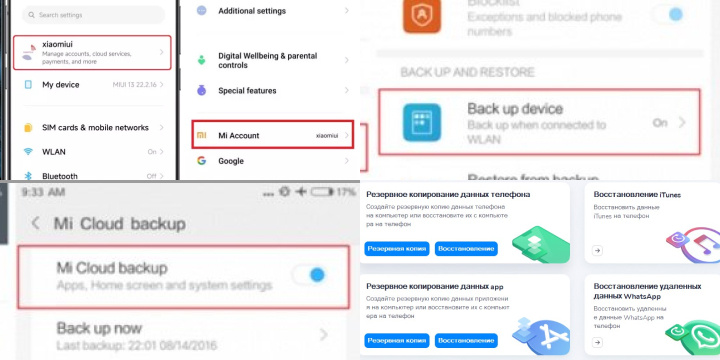 Search settings
xiaomiui
Manage accounts, cloud services,
payments, and more
My device
MIUI 13 22.2.16
SIM cards & mobile networks
WLAN
On
Bluetooth
Off
Additional settings
Digital Wellbeing & parental
controls
Special features
Mi Account
xiaomiui
Google
Blocklist
Exceptions and blocked phone
numbers
BACK UP AND RESTORE
Back up device
Back up when connected to
WLAN
On
Restore from backup
9:33 AM
17%
Mi Cloud backup
Mi Cloud backup
Apps, Home screen and system settings
Back up now
Last backup: 22:01 08/14/2016
Резервное копирование данных телефона
Создайте резервную копию данных телефона
на компьютер или восстановите их с компьюте
ра на телефон
Резервная копия
Восстановление
Восстановление iTunes
Восстановить данные
iTunes на телефон
Резервное копирование данных app
Создайте резервную копию данных приложени
я на компьютер или восстановите их с компьют
ера на телефон
Резервная копия
Восстановление
Восстановление удаленных
данных WhatsApp
Восстановить удаленны
е данные WhatsApp на
телефон